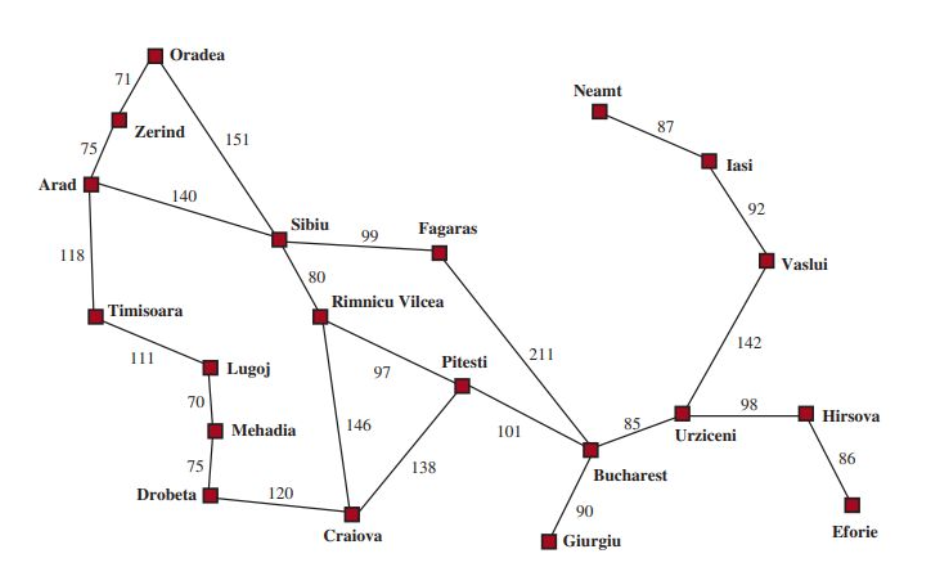 Oradea
71
Neamt
87
Zerind
151
75
Iasi
Arad
140
92
Sibiu
Fagaras
99
118
80
Vaslui
Timisoara
Rimnicu Vilcea
111
Lugoj
97
Pitesti
211
142
70
146
101
85
98
Mehadia
Hirsova
Urziceni
75
138
86
Bucharest
Drobeta
120
90
Craiova
Giurgiu
Eforie